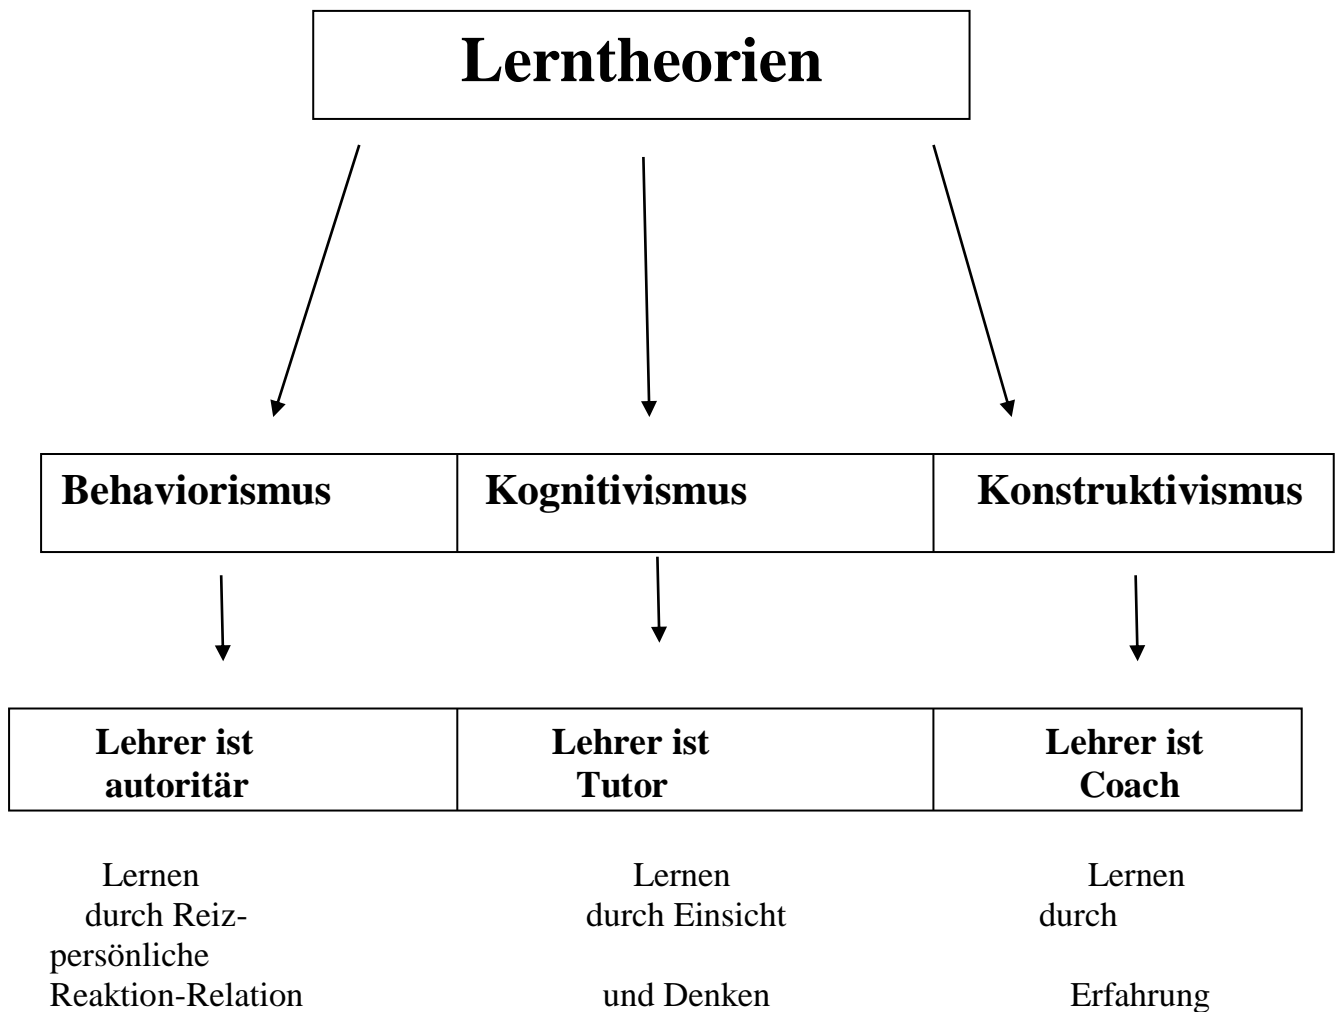 Lerntheorien
Behaviorismus
Kognitivismus
Konstruktivismus
Lehrer ist
autoritär
Lehrer ist
Tutor
Lehrer ist
Coach
Lernen
durch Reiz-
persönliche
Reaktion-Relation
Lernen
durch Einsicht
und Denken
Lernen
durch
Erfahrung